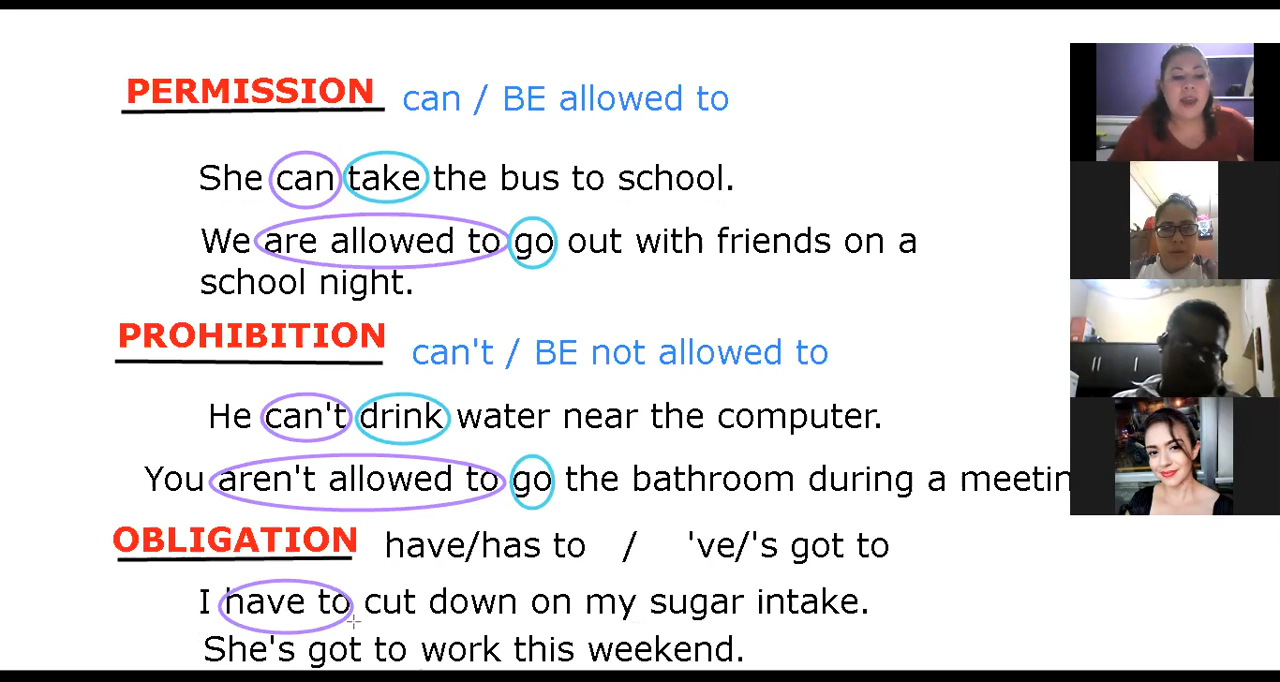 PERMISSION can / BE allowed to
She can take the bus to school.
We are allowed to go out with friends on a
school night.
PROHIBITION can't / BE not allowed to
He can't drink water near the computer.
You aren't allowed to go the bathroom during a meetin
OBLIGATION have/has to / 've/'s got to
I have to cut down on my sugar intake.
She's got to work this weekend.